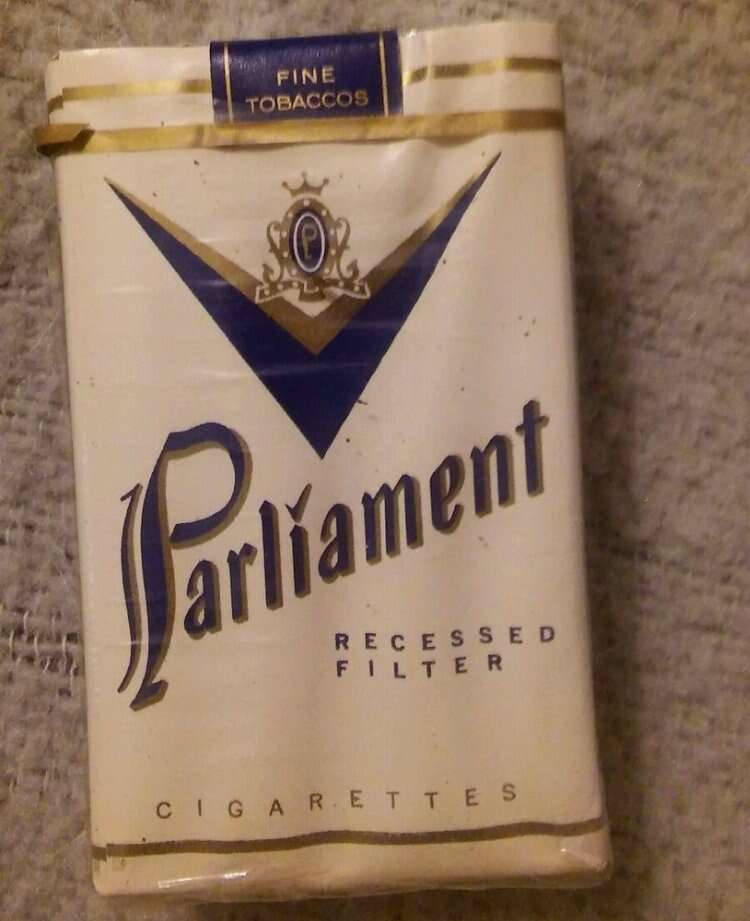 FINE
TOBACCOS
P
Parliament
RECESSED
FILTER
CIGARETTES